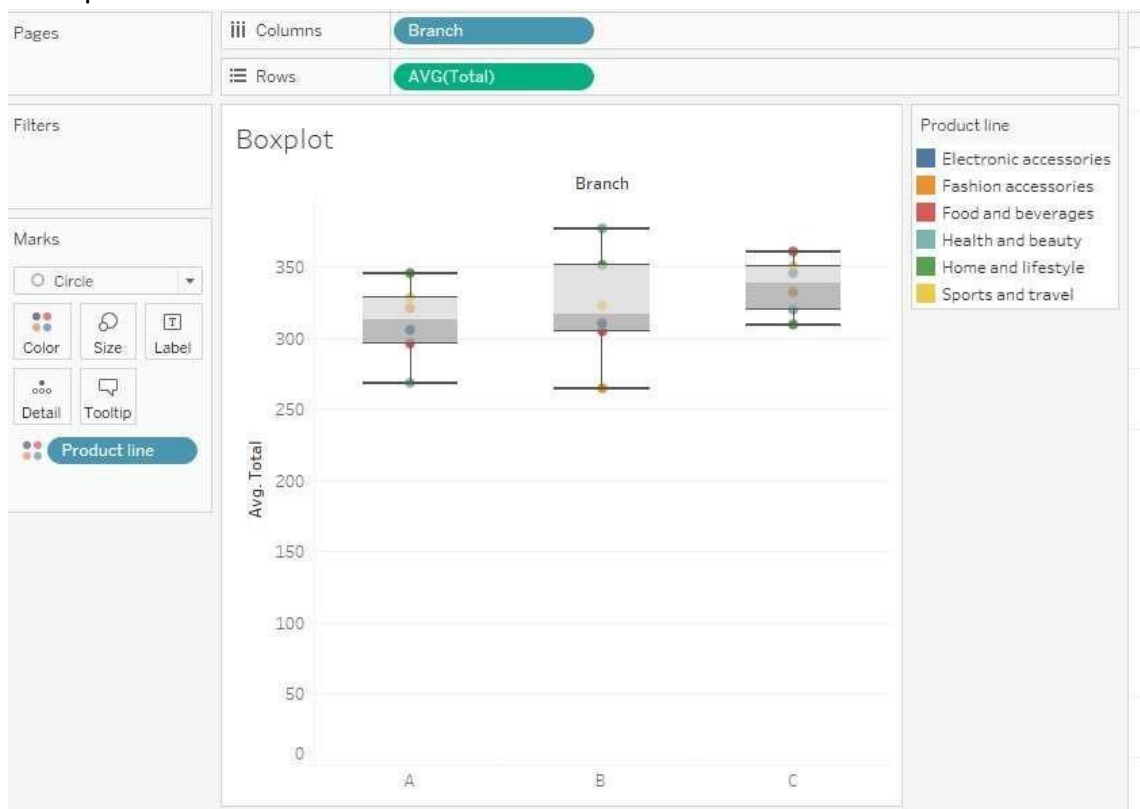 Pages
iii Columns
Branch
Rows
AVG(Total)
Filters
Marks
Circle
Color
Size
Label
Detail
Tooltip
Product line
Boxplot
Branch
Avg. Total
350
300
250
200
150
100
50
0
A
B
C
Product line
Electronic accessories
Fashion accessories
Food and beverages
Health and beauty
Home and lifestyle
Sports and travel